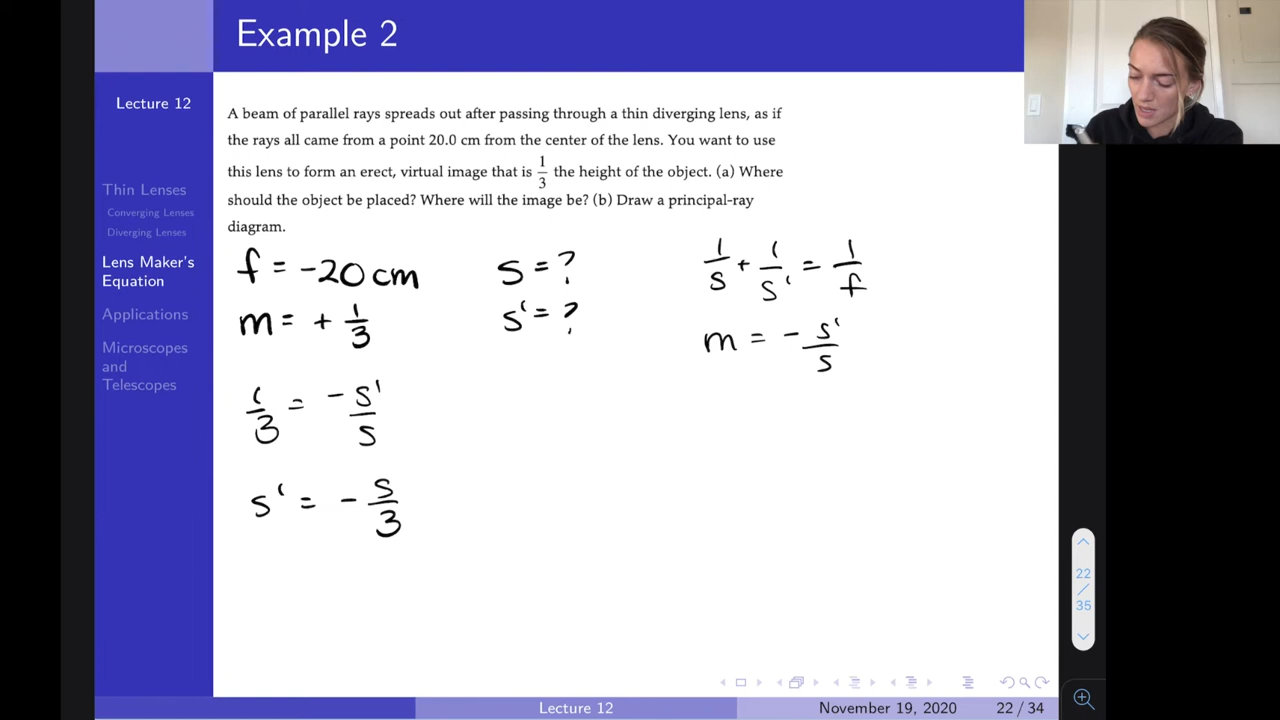 Example 2
Lecture 12
Thin Lenses
Converging Lenses
Diverging Lenses
Lens Maker's
Equation
Applications
Microscopes
and
Telescopes
A beam of parallel rays spreads out after passing through a thin diverging lens, as if
the rays all came from a point 20.0 cm from the center of the lens. You want to use
this lens to form an erect, virtual image that is 1/3 the height of the object. (a) Where
should the object be placed? Where will the image be? (b) Draw a principal-ray
diagram.
f = -20 cm
m = + 1/3
s = ?
s' = ?
1/s + 1/s' = 1/f
m = - s'/s
1/3 = -s'/s
s' = - s/3
22
/
35
Lecture 12
November 19, 2020
22 / 34